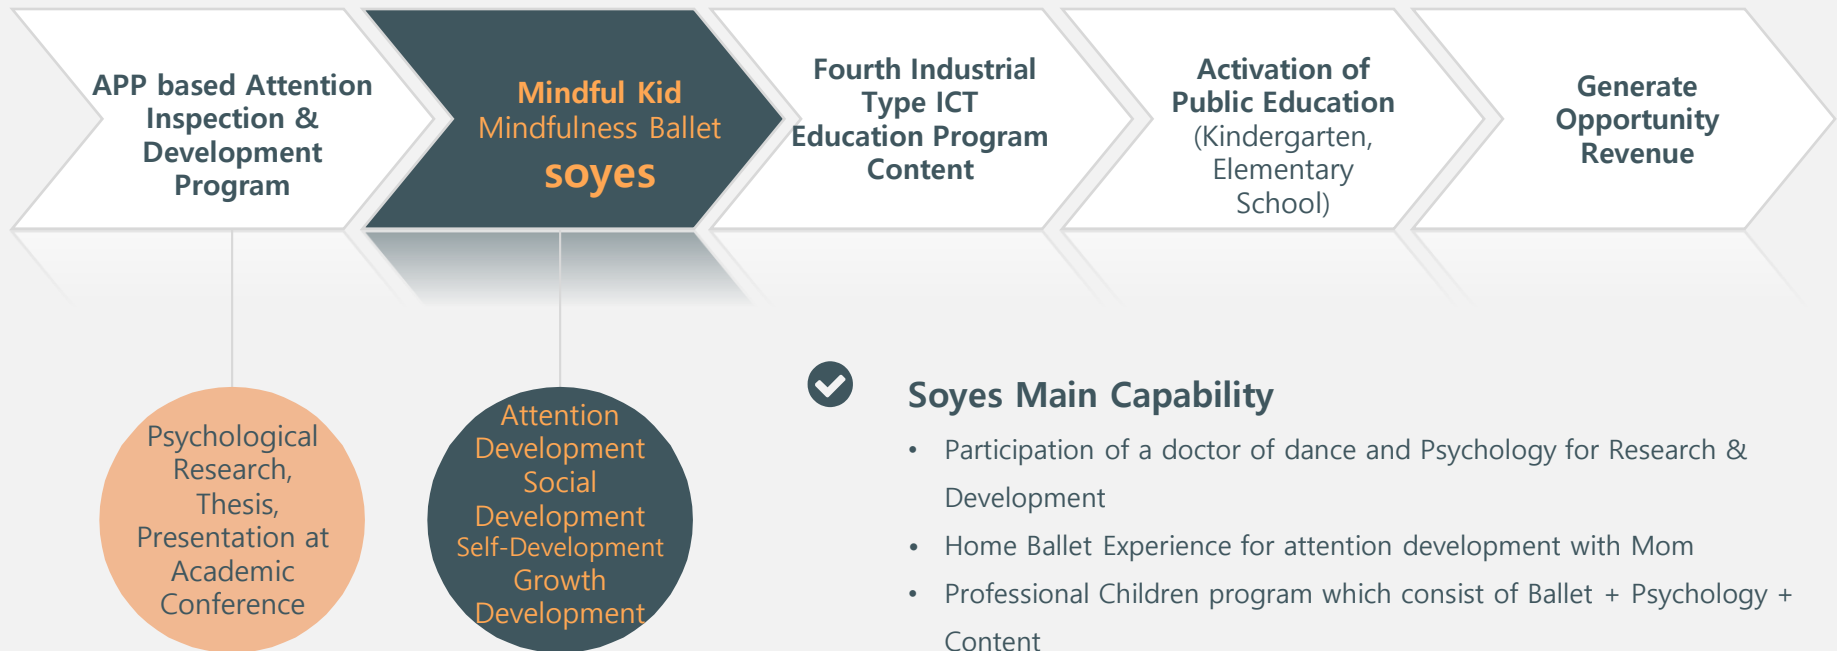 APP based Attention
Inspection &
Development
Program
Mindful Kid
Mindfulness Ballet
soyes
Fourth Industrial
Type ICT
Education Program
Content
Activation of
Public Education
(Kindergarten,
Elementary
School)
Generate
Opportunity
Revenue
Psychological
Research,
Thesis,
Presentation at
Academic
Conference
Attention
Development
Social
Development
Self-Development
Growth
Development
Soyes Main Capability
• Participation of a doctor of dance and Psychology for Research &
Development
• Home Ballet Experience for attention development with Mom
• Professional Children program which consist of Ballet + Psychology +
Content